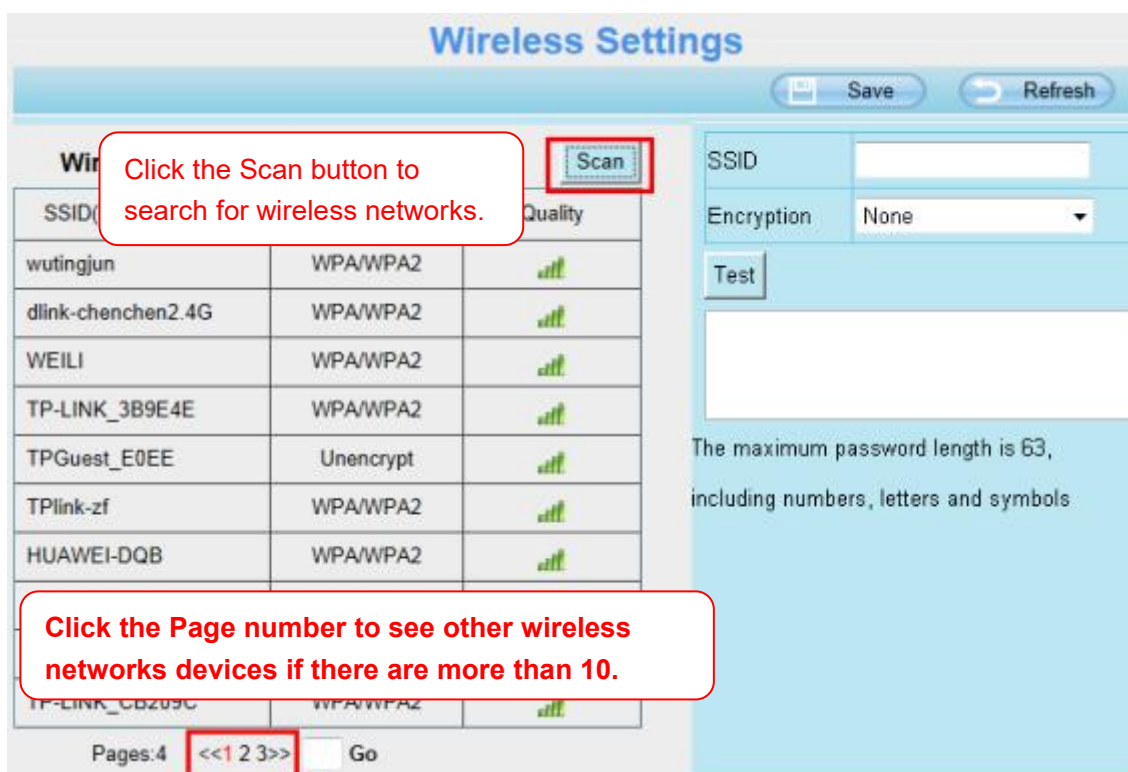 Wireless Settings
Save Refresh
Click the Scan button to
search for wireless networks.
Scan
Quality
wutingjun WPA/WPA2
dlink-chenchen2.4G WPA/WPA2
WEILI WPA/WPA2
TP-LINK_3B9E4E WPA/WPA2
TPGuest_E0EE Unencrypt
TPlink-zf WPA/WPA2
HUAWEI-DQB WPA/WPA2
Click the Page number to see other wireless
networks devices if there are more than 10.
TP-LINK_CB209C WPA/WPA2
Pages:4 <<1 2 3>> Go
SSID
Encryption None
Test
The maximum password length is 63,
including numbers, letters and symbols